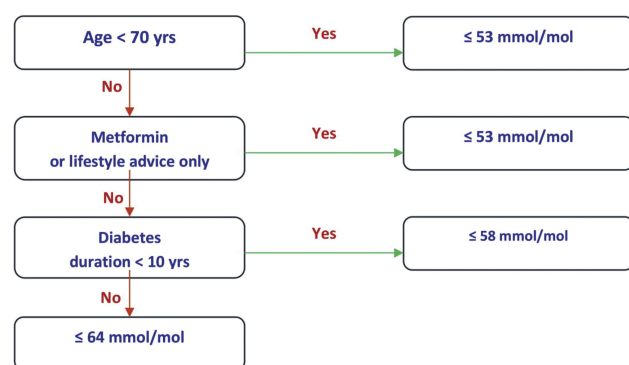 Age < 70 yrs
Yes
≤ 53 mmol/mol
No
Metformin
or lifestyle advice only
Yes
≤ 53 mmol/mol
No
Diabetes
duration < 10 yrs
Yes
≤ 58 mmol/mol
No
≤ 64 mmol/mol